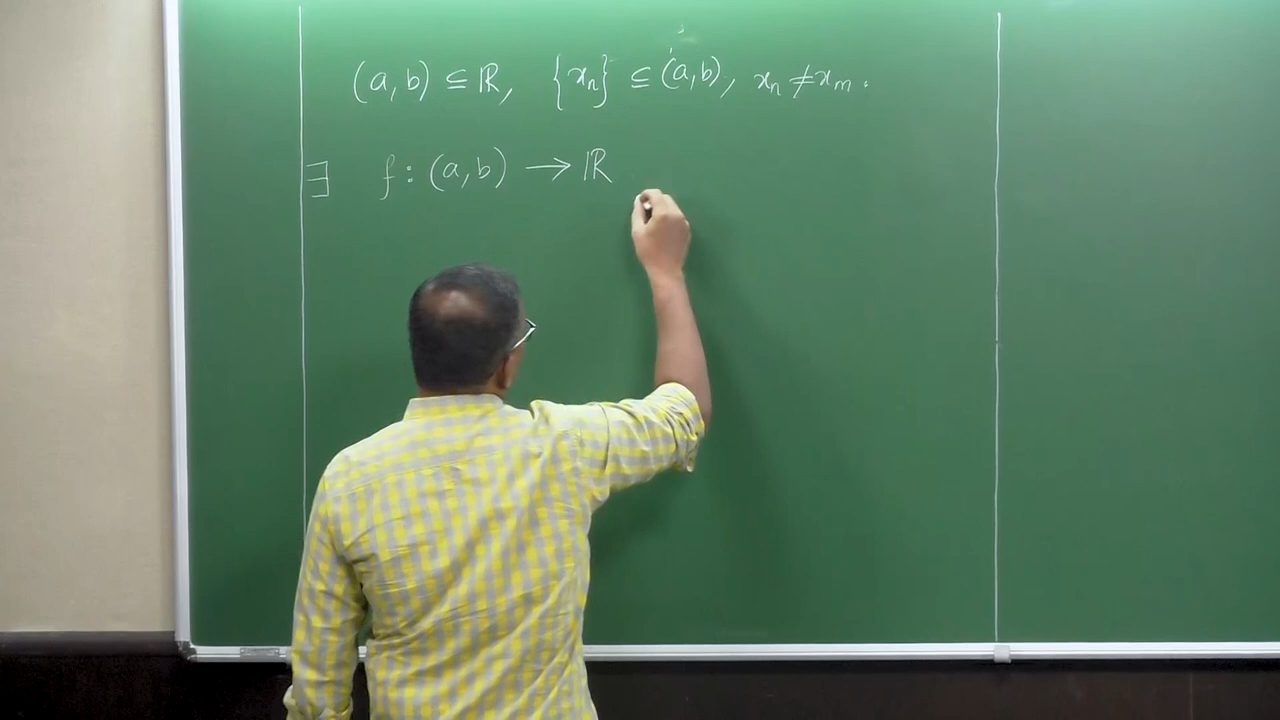 (a,b) ⊆ ℝ, {xₙ} ⊆ (a,b), xₙ ≠ xₘ.
∃ f : (a,b) → ℝ